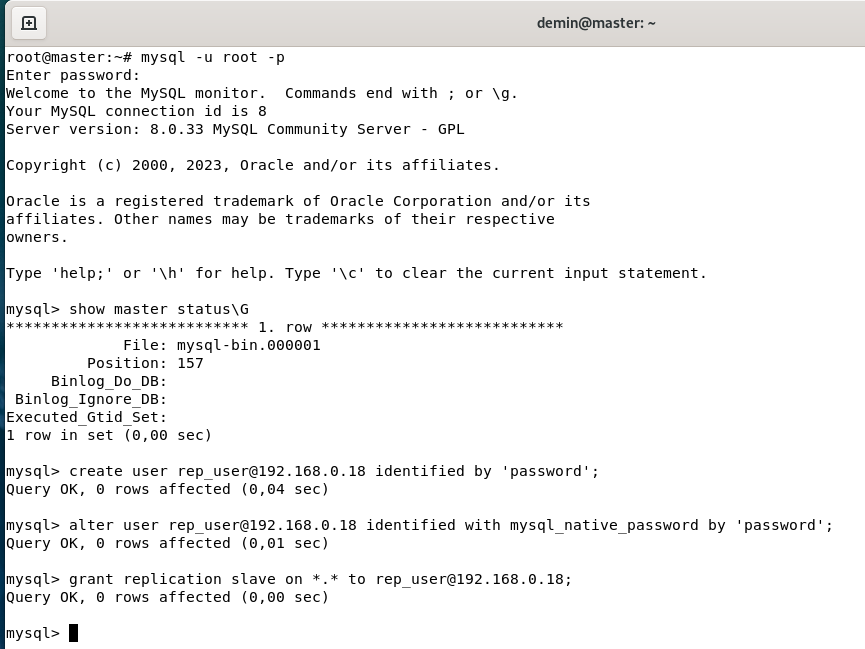 demin@master: ~
root@master:~# mysql -u root -p
Enter password:
Welcome to the MySQL monitor.  Commands end with ; or \g.
Your MySQL connection id is 8
Server version: 8.0.33 MySQL Community Server - GPL
Copyright (c) 2000, 2023, Oracle and/or its affiliates.
Oracle is a registered trademark of Oracle Corporation and/or its
affiliates. Other names may be trademarks of their respective
owners.
Type 'help;' or '\h' for help. Type '\c' to clear the current input statement.
mysql> show master status\G
*************************** 1. row ***************************
             File: mysql-bin.000001
         Position: 157
     Binlog_Do_DB:
 Binlog_Ignore_DB:
Executed_Gtid_Set:
1 row in set (0,00 sec)
mysql> create user rep_user@192.168.0.18 identified by 'password';
Query OK, 0 rows affected (0,04 sec)
mysql> alter user rep_user@192.168.0.18 identified with mysql_native_password by 'password';
Query OK, 0 rows affected (0,01 sec)
mysql> grant replication slave on *.* to rep_user@192.168.0.18;
Query OK, 0 rows affected (0,00 sec)
mysql>